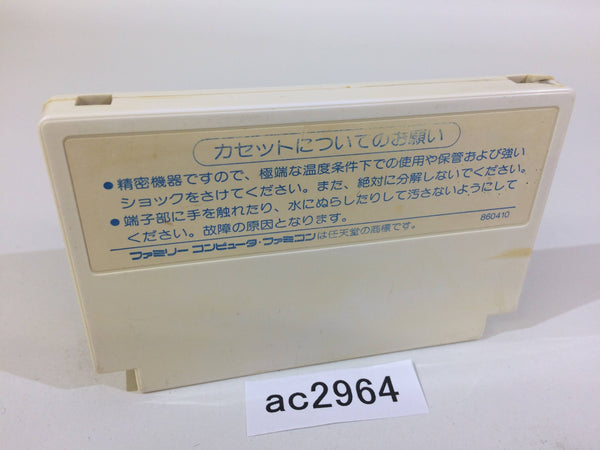 カセットについてのお願い
●精密機器ですので、極端な温度条件下での使用や保管および強い
ショックをさけてください。また、絶対に分解しないでください。
●端子部に手を触れたり、水にぬらしたりして汚さないようにして
ください。故障の原因となります。
860410
ファミリーコンピュータ・ファミコンは任天堂の商標です。
ac2964